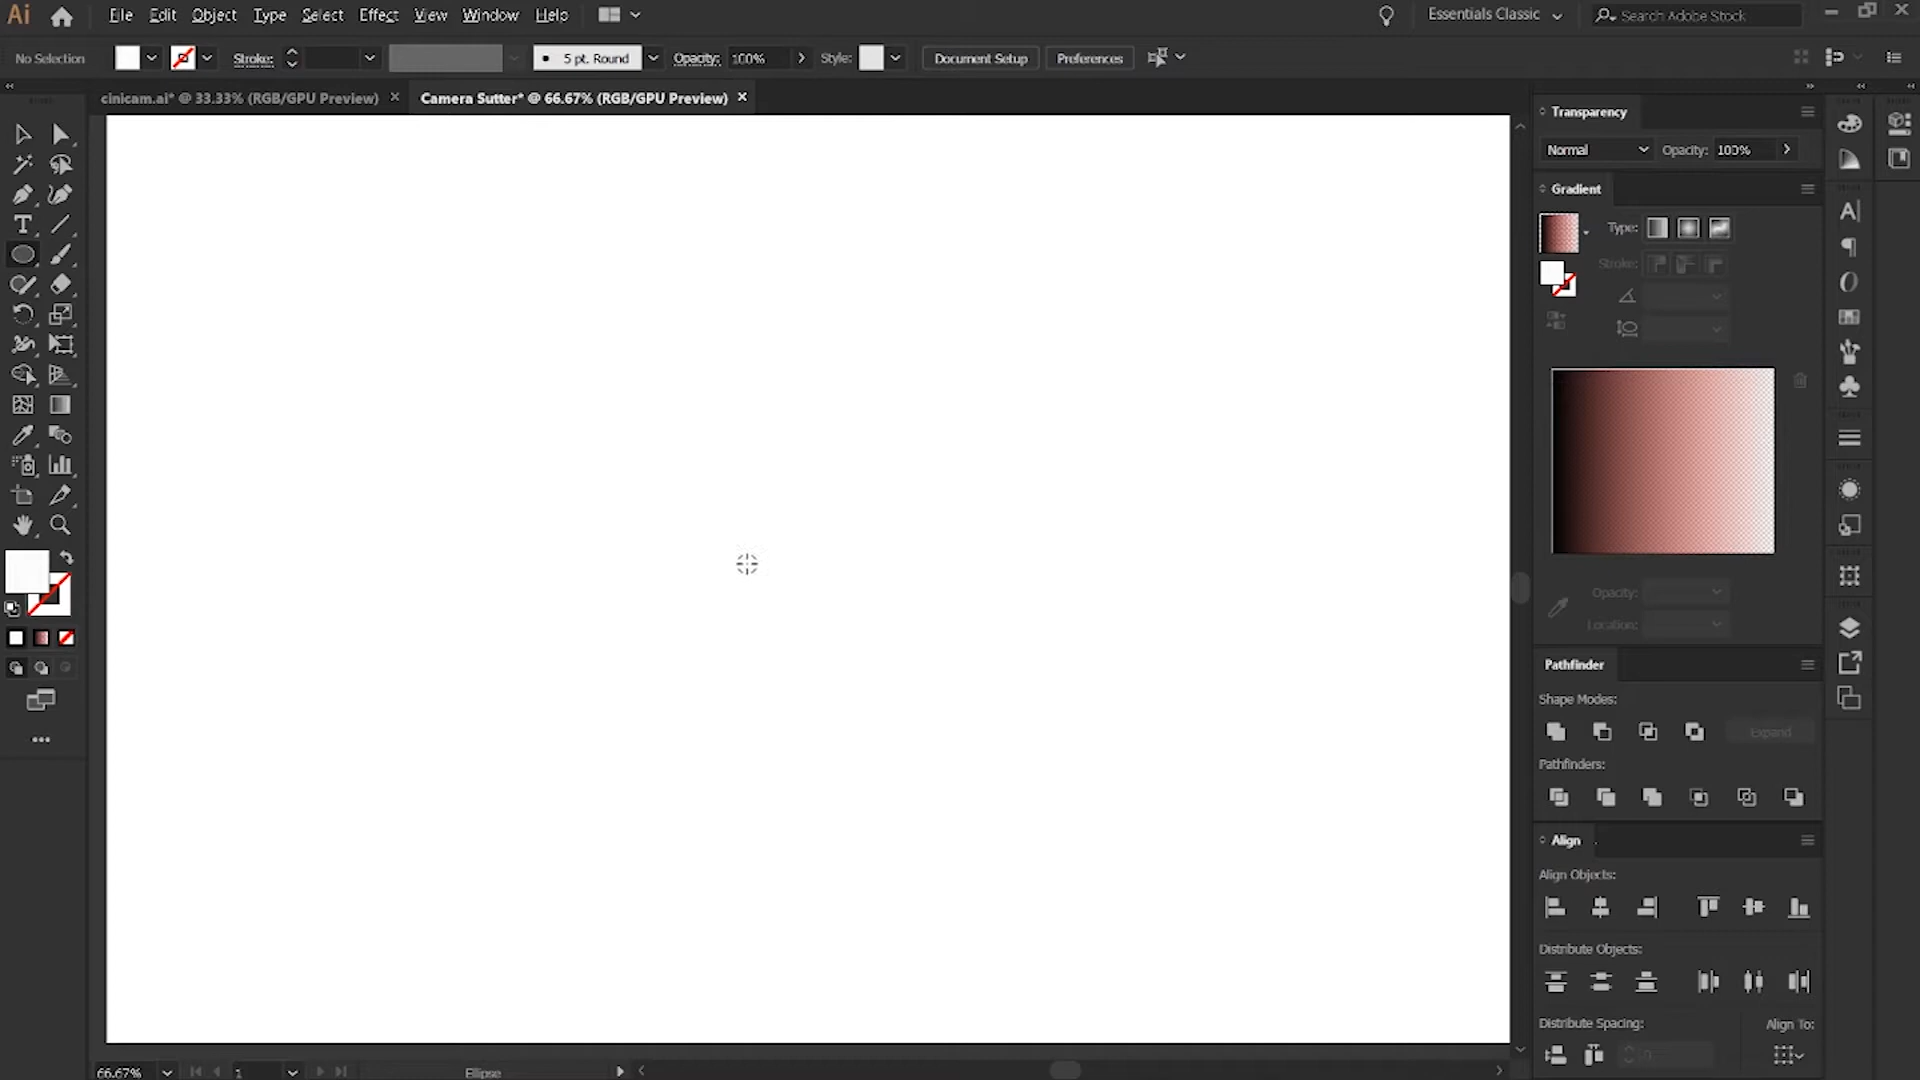 Ai File Edit Object Type Select Effect View Window Help Essentials Classic Search Adobe Stock
No Selection Stroke: 5 pt. Round Opacity: 100% Style: Document Setup Preferences
cinicam.ai* @ 33.33% (RGB/GPU Preview) Camera Sutter* @ 66.67% (RGB/GPU Preview)
Transparency
Normal Opacity: 100%
Gradient
Type:
Stroke:
Opacity:
Location:
Pathfinder
Shape Modes:
Expand
Pathfinders:
Align
Align Objects:
Distribute Objects:
Distribute Spacing: Align To:
0
66.67% 1 Ellipse